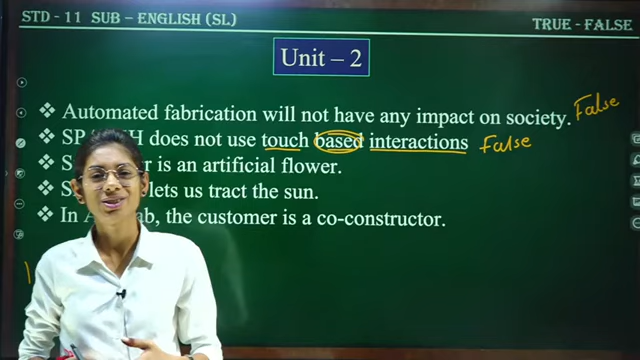 STD - 11 SUB – ENGLISH (SL)
TRUE - FALSE
Unit – 2
❖ Automated fabrication will not have any impact on society. False
❖ does not use touch based interactions False
❖ is an artificial flower.
❖ lets us tract the sun.
❖ In the customer is a co-constructor.